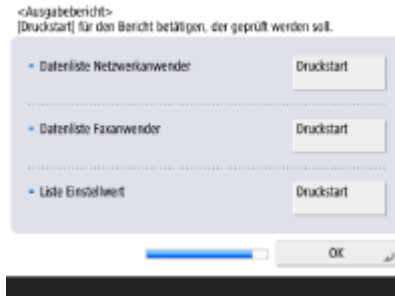 <Ausgabebericht>
[Druckstart] für den Bericht betätigen, der geprüft werden soll.
Datenliste Netzwerkanwender
Druckstart
Datenliste Faxanwender
Druckstart
Liste Einstellwert
Druckstart
OK